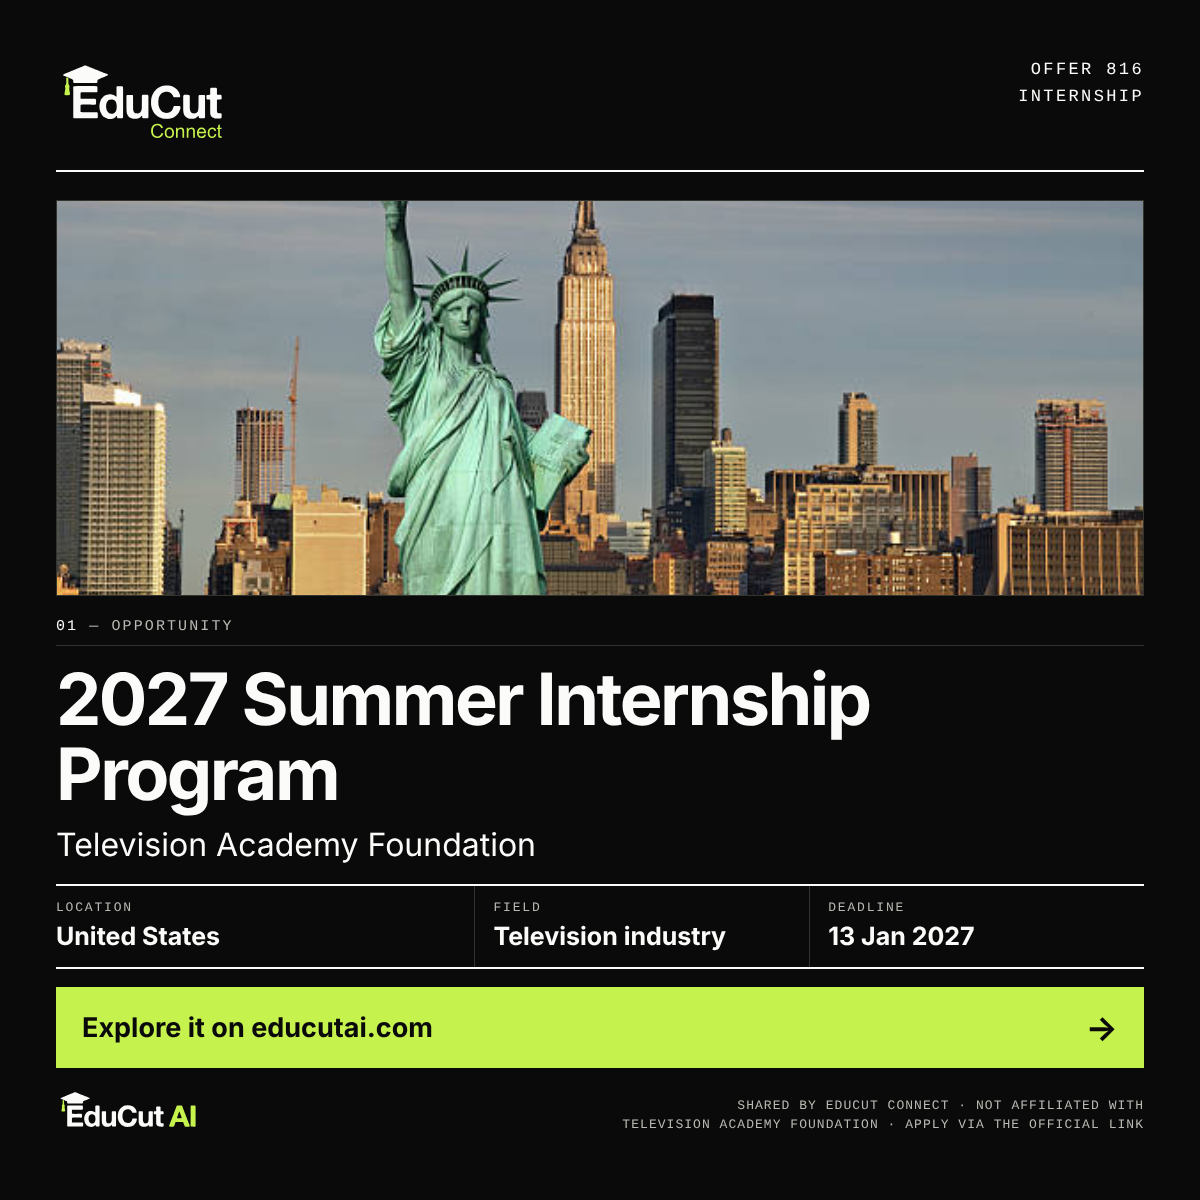 EduCut
Connect
OFFER 816
INTERNSHIP
01 — OPPORTUNITY
2027 Summer Internship
Program
Television Academy Foundation
LOCATION
United States
FIELD
Television industry
DEADLINE
13 Jan 2027
Explore it on educutai.com →
EduCut AI
SHARED BY EDUCUT CONNECT · NOT AFFILIATED WITH
TELEVISION ACADEMY FOUNDATION · APPLY VIA THE OFFICIAL LINK